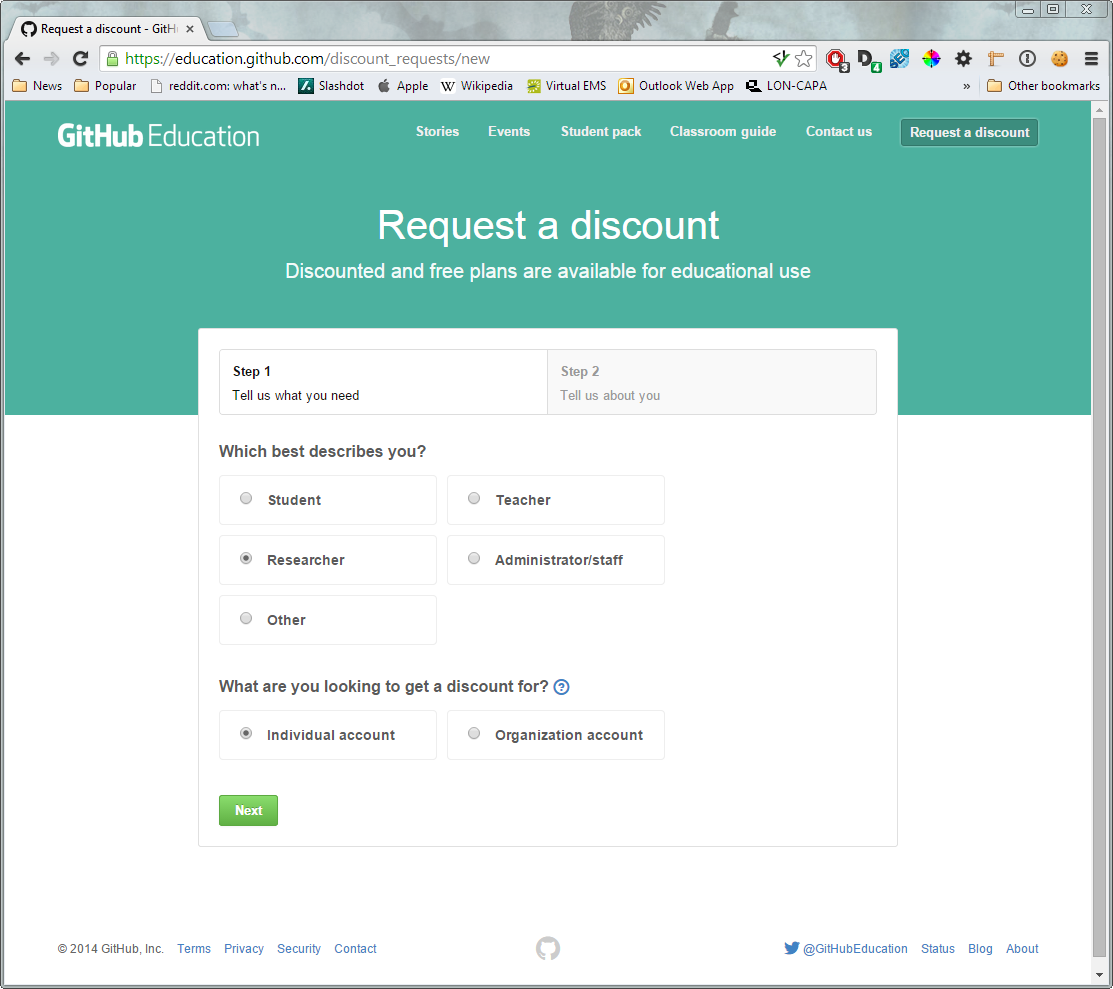 Request a discount - GitH
https://education.github.com/discount_requests/new
3
4
News Popular reddit.com: what's n... Slashdot Apple W Wikipedia Virtual EMS Outlook Web App LON-CAPA » Other bookmarks
GitHub Education Stories Events Student pack Classroom guide Contact us Request a discount
Request a discount
Discounted and free plans are available for educational use
Step 1 Step 2
Tell us what you need Tell us about you
Which best describes you?
Student Teacher
Researcher Administrator/staff
Other
What are you looking to get a discount for? ?
Individual account Organization account
Next
© 2014 GitHub, Inc. Terms Privacy Security Contact @GitHubEducation Status Blog About